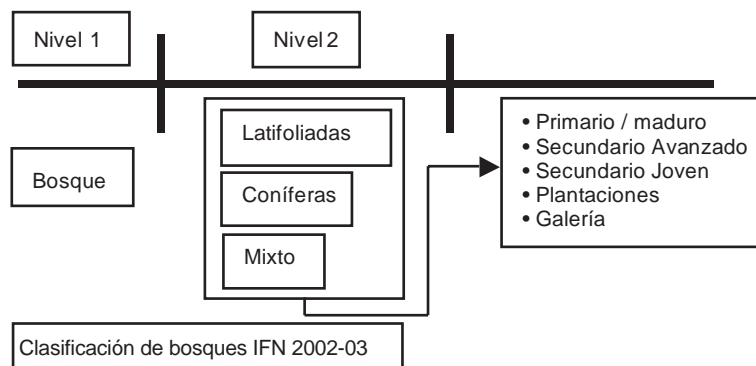 Nivel 1
Nivel 2
Bosque
Latifoliadas
Coníferas
Mixto
• Primario / maduro
• Secundario Avanzado
• Secundario Joven
• Plantaciones
• Galería
Clasificación de bosques IFN 2002-03